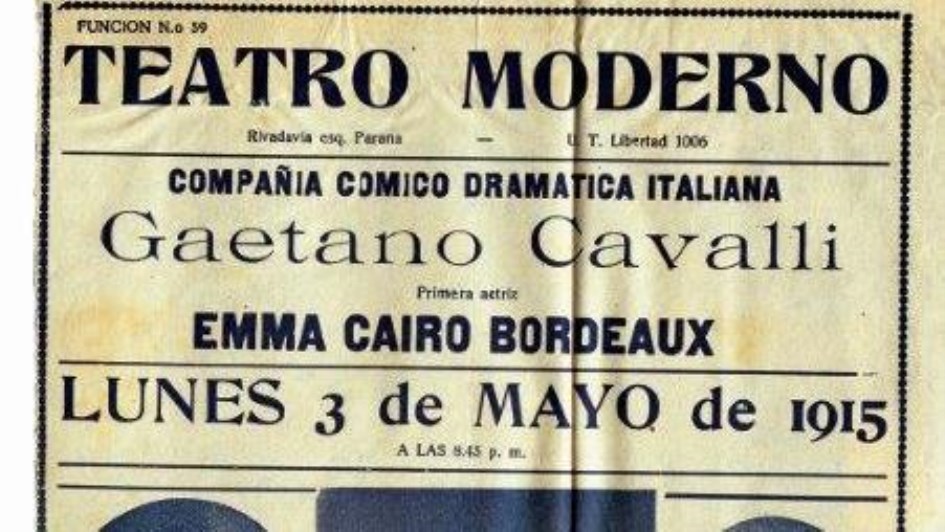 FUNCION N.o 59
TEATRO MODERNO
Rivadavia esq. Parana — U. T. Libertad 1006
COMPAÑIA COMICO DRAMATICA ITALIANA
Gaetano Cavalli
Primera actriz
EMMA CAIRO BORDEAUX
LUNES 3 de MAYO de 1915
A LAS 8.45 p. m.